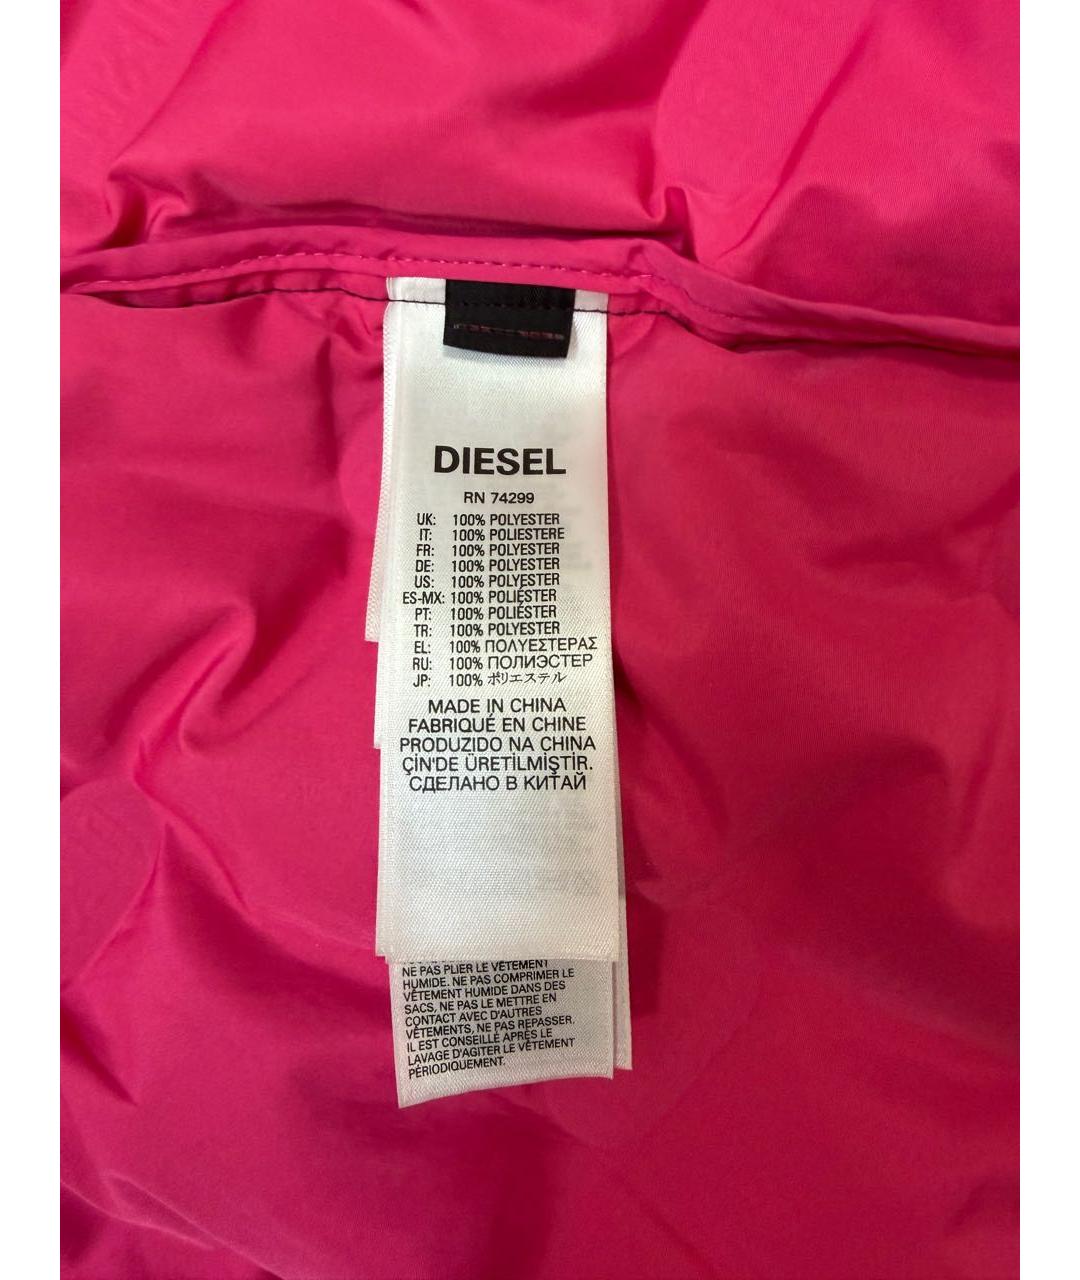 DIESEL
RN 74299
UK: 100% POLYESTER
IT: 100% POLIESTERE
FR: 100% POLYESTER
DE: 100% POLYESTER
US: 100% POLYESTER
ES-MX: 100% POLIÉSTER
PT: 100% POLIÉSTER
TR: 100% POLYESTER
EL: 100% ΠΟΛΥΕΣΤΕΡΑΣ
RU: 100% ПОЛИЭСТЕР
JP: 100% ポリエステル
MADE IN CHINA
FABRIQUÉ EN CHINE
PRODUZIDO NA CHINA
ÇİN'DE ÜRETİLMİŞTİR.
СДЕЛАНО В КИТАЙ
NE PAS PLIER LE VÊTEMENT
HUMIDE. NE PAS COMPRIMER LE
VÊTEMENT HUMIDE DANS DES
SACS, NE PAS LE METTRE EN
CONTACT AVEC D'AUTRES
VÊTEMENTS, NE PAS REPASSER.
IL EST CONSEILLÉ APRÈS LE
LAVAGE D'AGITER LE VÊTEMENT
PÉRIODIQUEMENT.